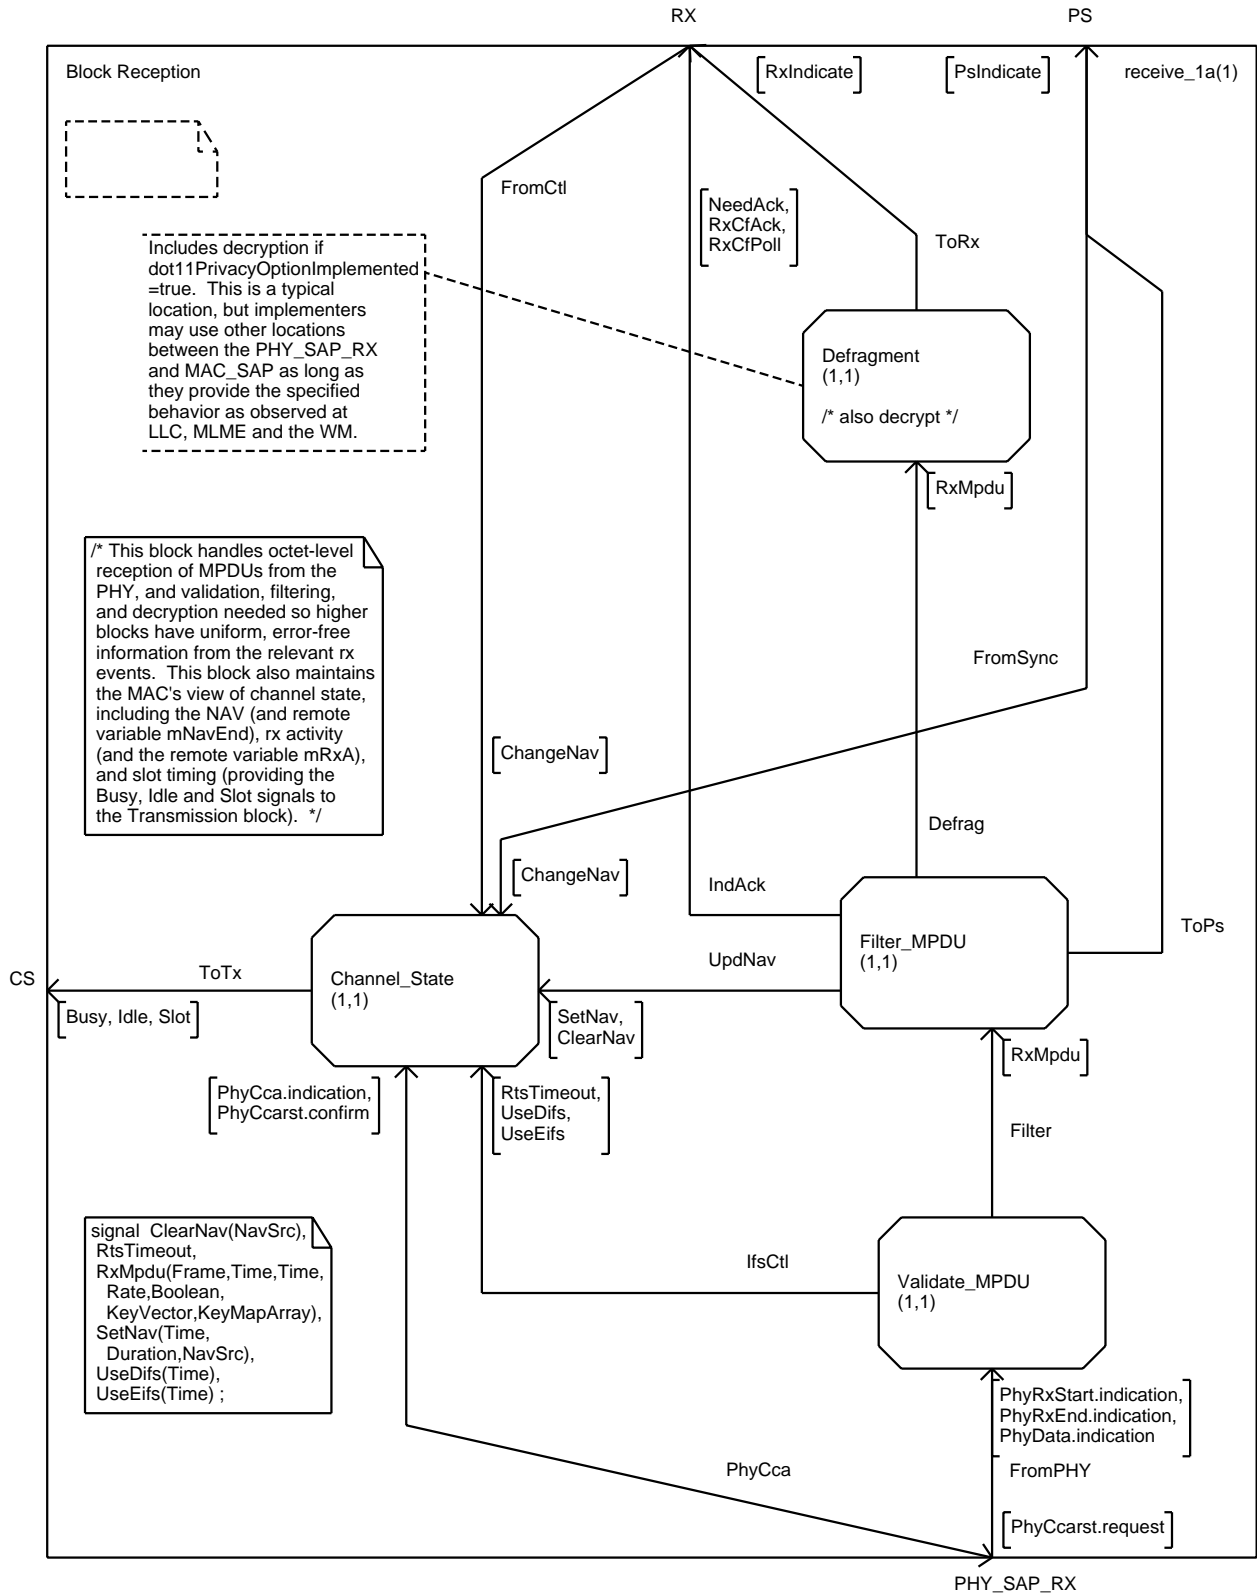 RX
PS
Block Reception
[RxIndicate]
[PsIndicate]
receive_1a(1)
FromCtl
NeedAck,
RxCfAck,
RxCfPoll
ToRx
Includes decryption if
dot11PrivacyOptionImplemented
=true. This is a typical
location, but implementers
may use other locations
between the PHY_SAP_RX
and MAC_SAP as long as
they provide the specified
behavior as observed at
LLC, MLME and the WM.
Defragment
(1,1)
/* also decrypt */
[RxMpdu]
/* This block handles octet-level
reception of MPDUs from the
PHY, and validation, filtering,
and decryption needed so higher
blocks have uniform, error-free
information from the relevant rx
events. This block also maintains
the MAC's view of channel state,
including the NAV (and remote
variable mNavEnd), rx activity
(and the remote variable mRxA),
and slot timing (providing the
Busy, Idle and Slot signals to
the Transmission block). */
FromSync
[ChangeNav]
Defrag
[ChangeNav]
IndAck
ToPs
Filter_MPDU
(1,1)
UpdNav
CS
ToTx
Channel_State
(1,1)
[Busy, Idle, Slot]
SetNav,
ClearNav
[RxMpdu]
PhyCca.indication,
PhyCcarst.confirm
RtsTimeout,
UseDifs,
UseEifs
Filter
signal ClearNav(NavSrc),
RtsTimeout,
RxMpdu(Frame,Time,Time,
Rate,Boolean,
KeyVector,KeyMapArray),
SetNav(Time,
Duration,NavSrc),
UseDifs(Time),
UseEifs(Time) ;
IfsCtl
Validate_MPDU
(1,1)
PhyRxStart.indication,
PhyRxEnd.indication,
PhyData.indication
PhyCca
FromPHY
[PhyCcarst.request]
PHY_SAP_RX